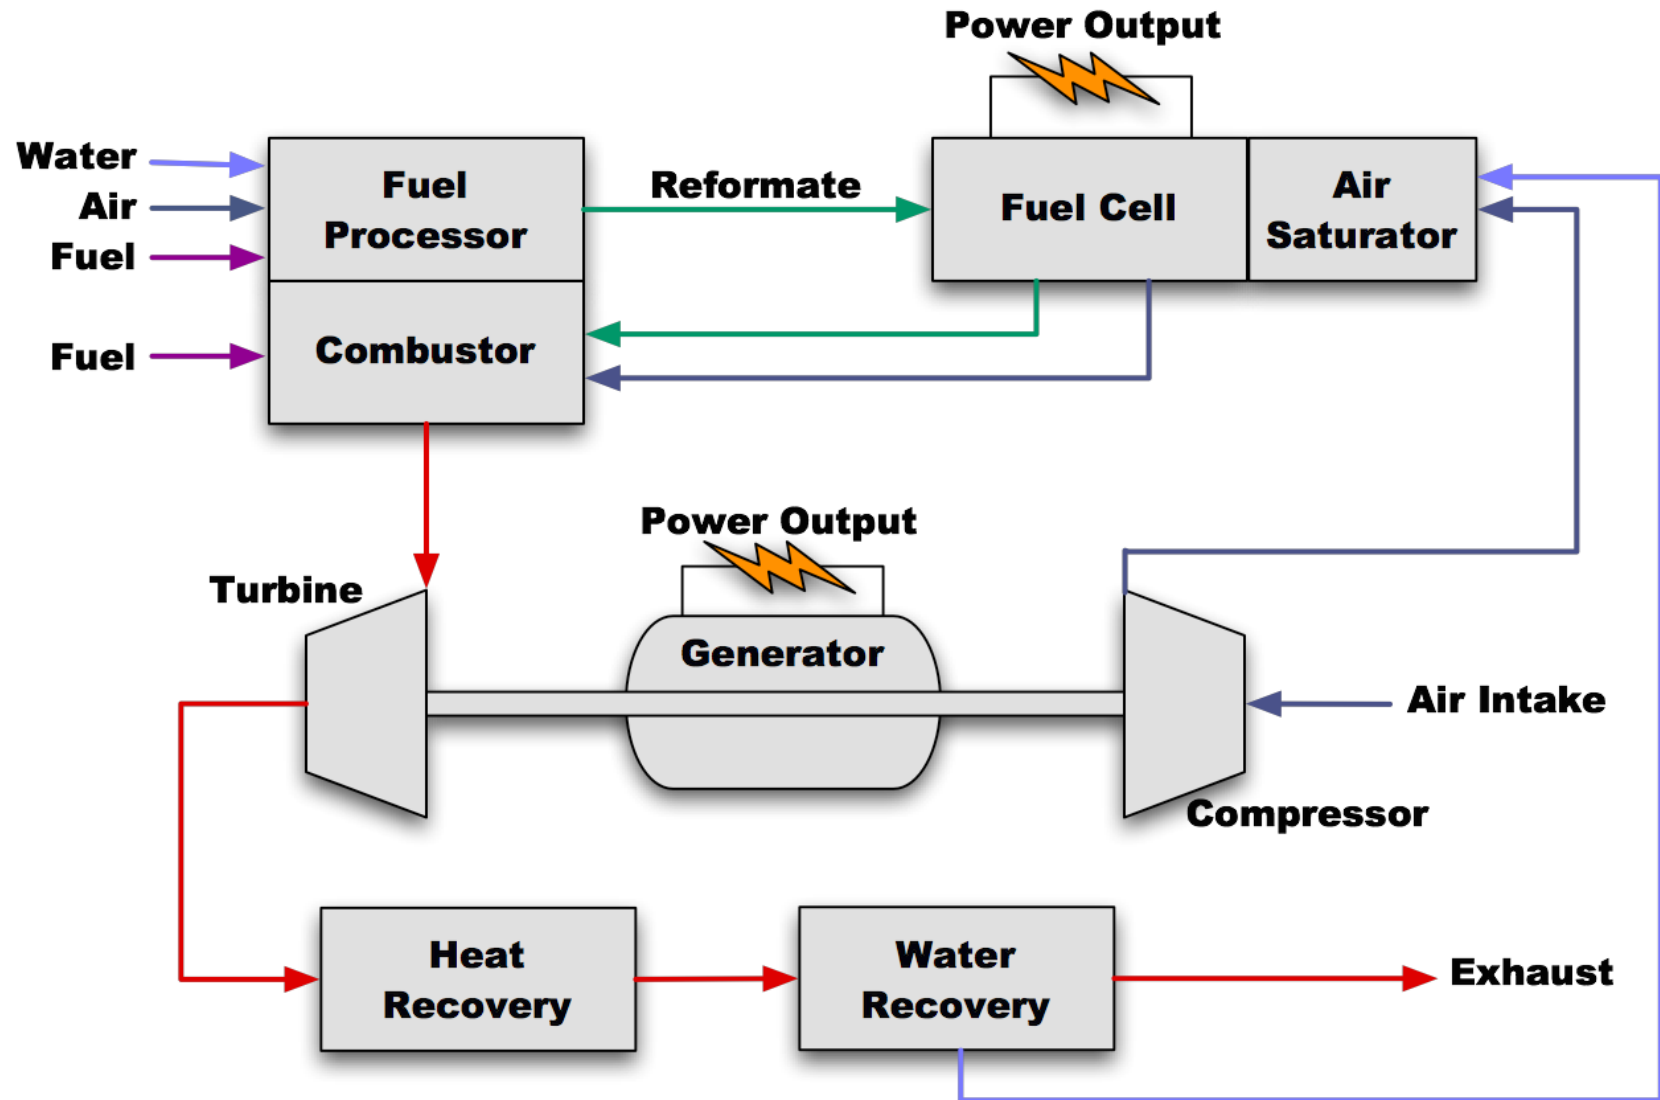 Power Output
Water
Air
Fuel
Fuel
Processor
Reformate
Fuel Cell
Air
Saturator
Fuel
Combustor
Power Output
Turbine
Generator
Air Intake
Compressor
Heat
Recovery
Water
Recovery
Exhaust